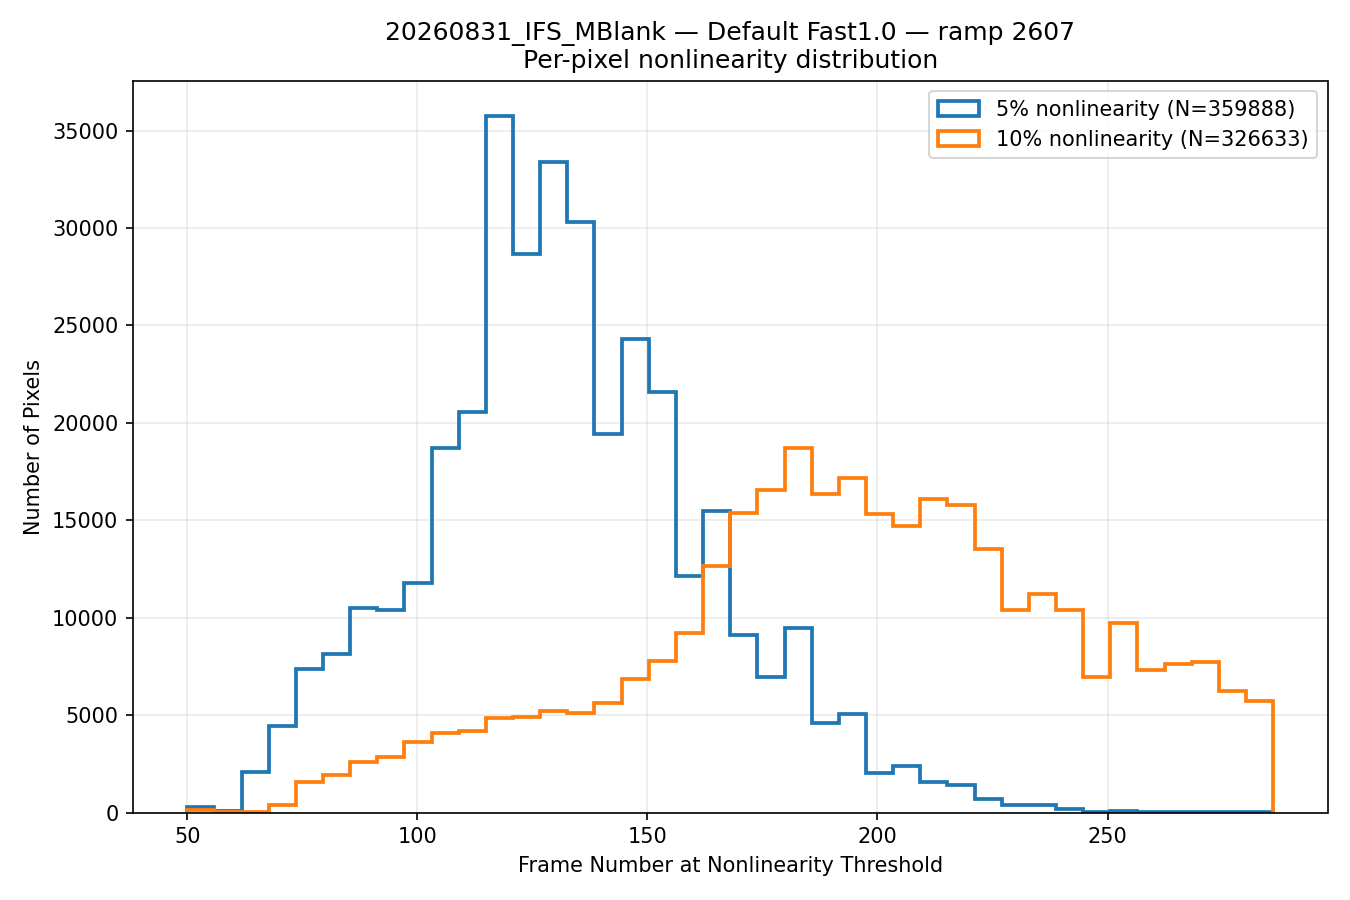 20260831_IFS_MBlank — Default Fast1.0 — ramp 2607
Per-pixel nonlinearity distribution
5% nonlinearity (N=359888)
10% nonlinearity (N=326633)
Number of Pixels
35000
30000
25000
20000
15000
10000
5000
0
50
100
150
200
250
Frame Number at Nonlinearity Threshold